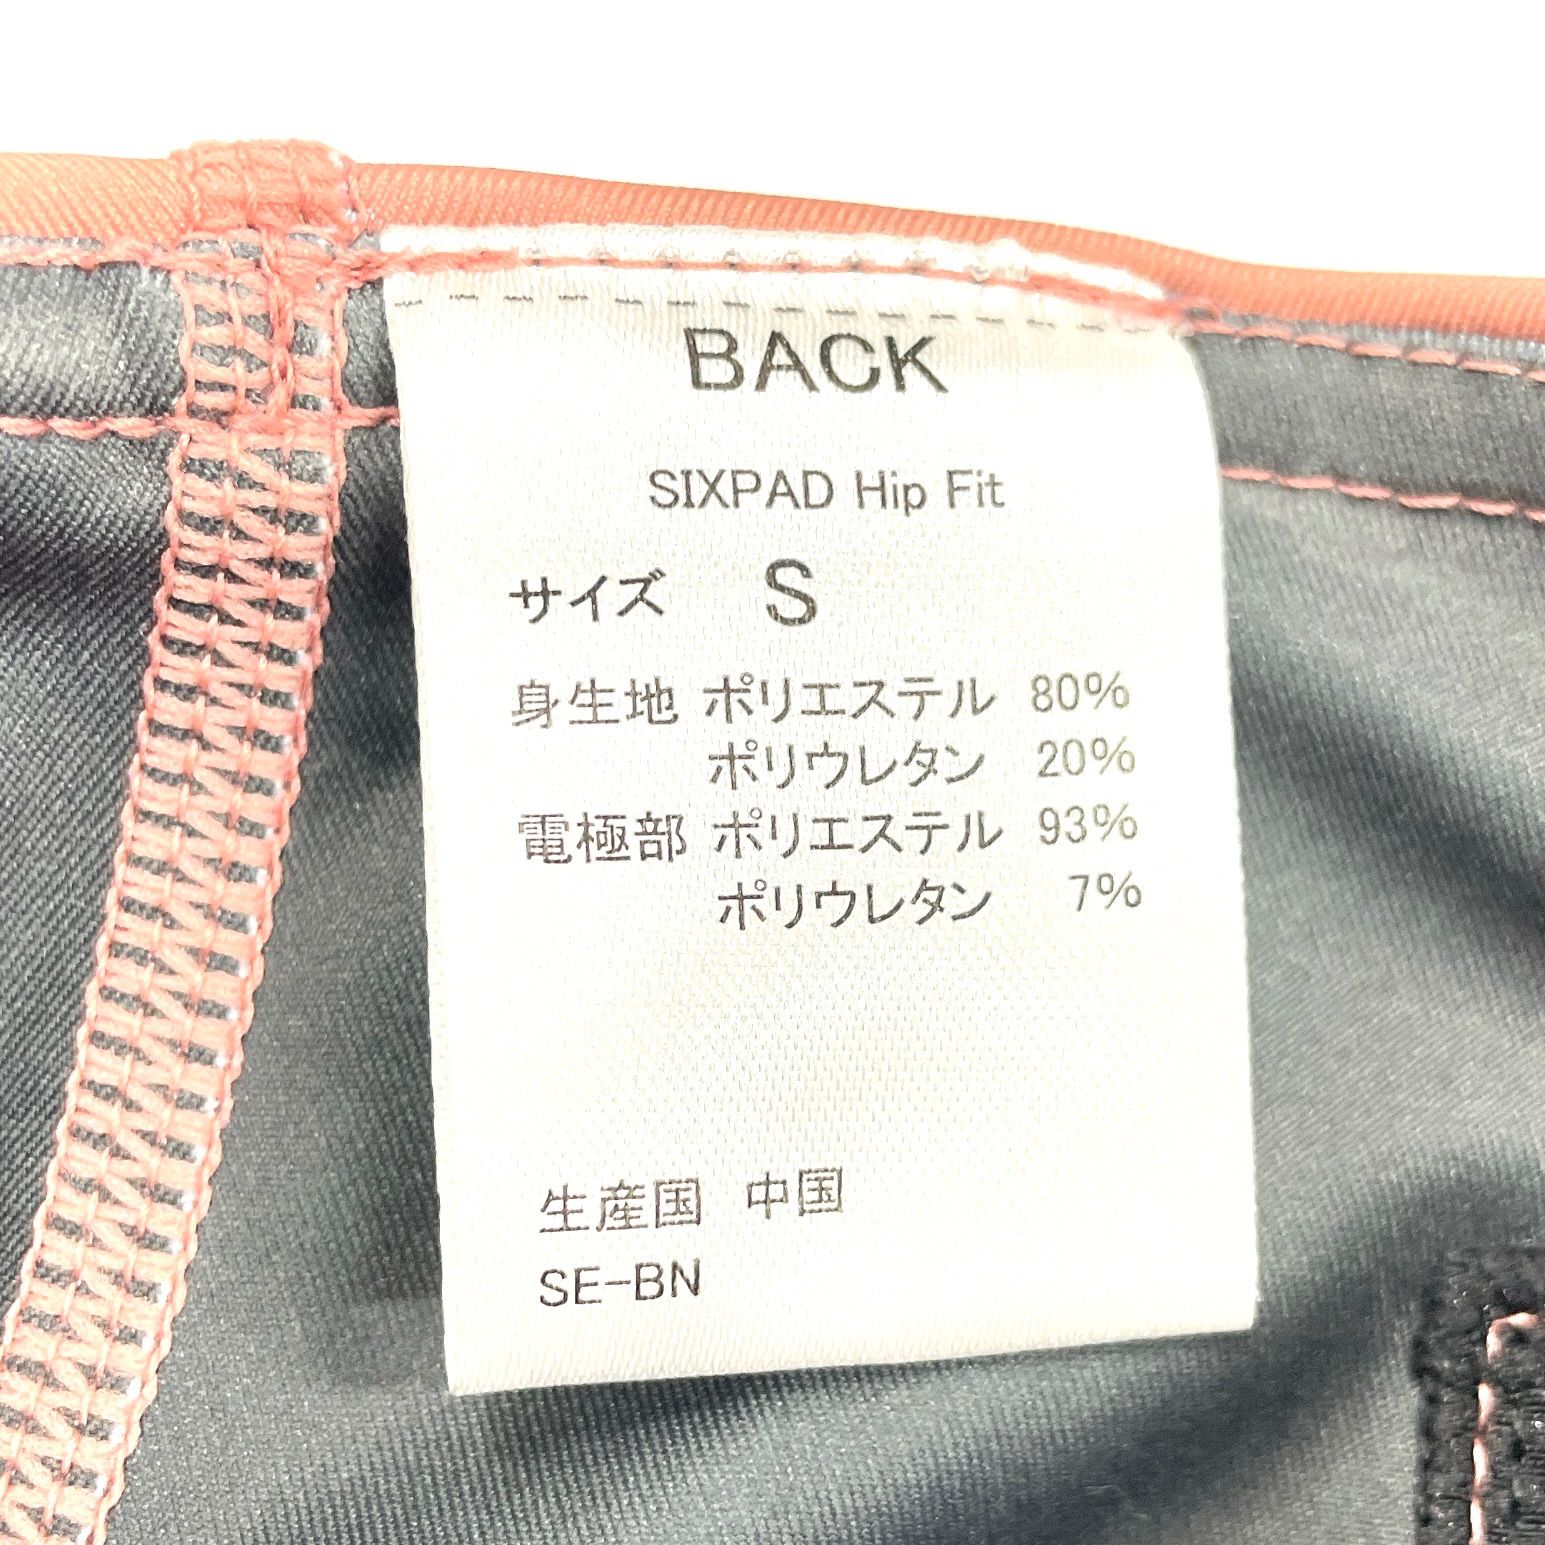 BACK
SIXPAD Hip Fit
サイズ S
身生地 ポリエステル 80%
ポリウレタン 20%
電極部 ポリエステル 93%
ポリウレタン 7%
生産国 中国
SE-BN